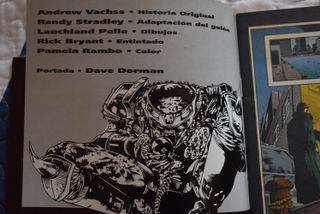 Andrew Vachss • Historia Original
Randy Stradley • Adaptación del guión
Lauchland Pelle • Dibujos
Rick Bryant • Entintado
Pamela Rambo • Color
Portada • Dave Dorman